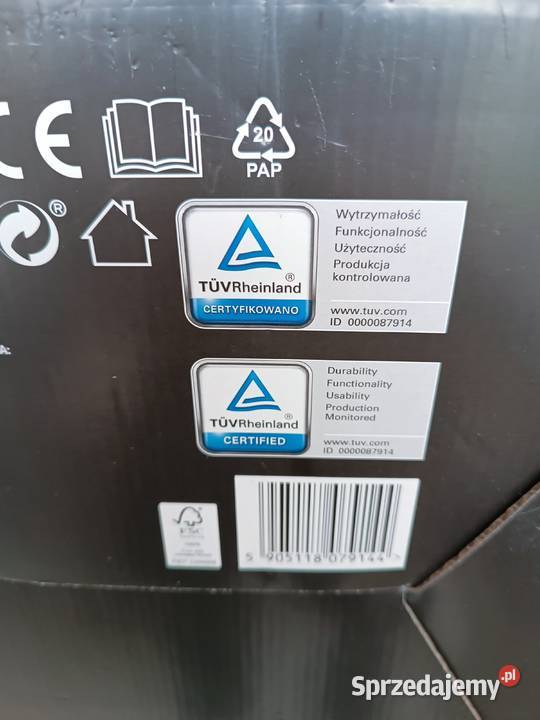 CE
20
PAP
®
TÜVRheinland®
CERTYFIKOWANO
Wytrzymałość
Funkcjonalność
Użyteczność
Produkcja
kontrolowana
www.tuv.com
ID 0000087914
A:
TÜVRheinland®
CERTIFIED
Durability
Functionality
Usability
Production
Monitored
www.tuv.com
ID 0000087914
FSC
5 905118 079144 >
Sprzedajemy.pl